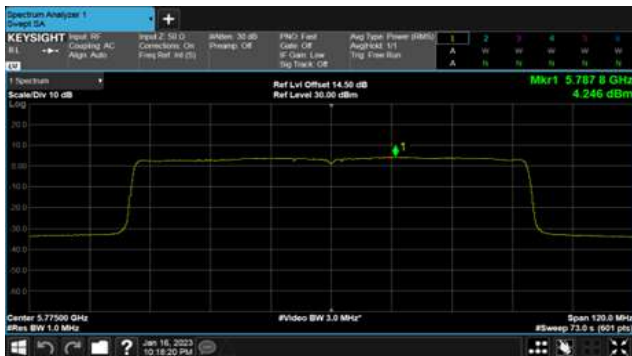 Spectrum Analyzer 1
Swept SA
+
KEYSIGHT Input: RF Input Z: 50 Ω #Atten: 30 dB PNO: Fast Avg Type: Power (RMS) 1 2 3 4 5 6
RL Coupling: AC Corrections: On Preamp: Off Gate: Off Avg|Hold: 1/1 A W W W W W
Align: Auto Freq Ref: Int (S) IF Gain: Low Trig: Free Run
Sig Track: Off A N N N N N
1 Spectrum Ref Lvl Offset 14.50 dB Mkr1 5.787 8 GHz
Scale/Div 10 dB Ref Level 30.00 dBm 4.246 dBm
Log
20.0
10.0
1
0.00
-10.0
-20.0
-30.0
-40.0
-50.0
-60.0
Center 5.77500 GHz #Video BW 3.0 MHz* Span 120.0 MHz
#Res BW 1.0 MHz #Sweep 73.0 s (601 pts)
? Jan 16, 2023
10:18:20 PM